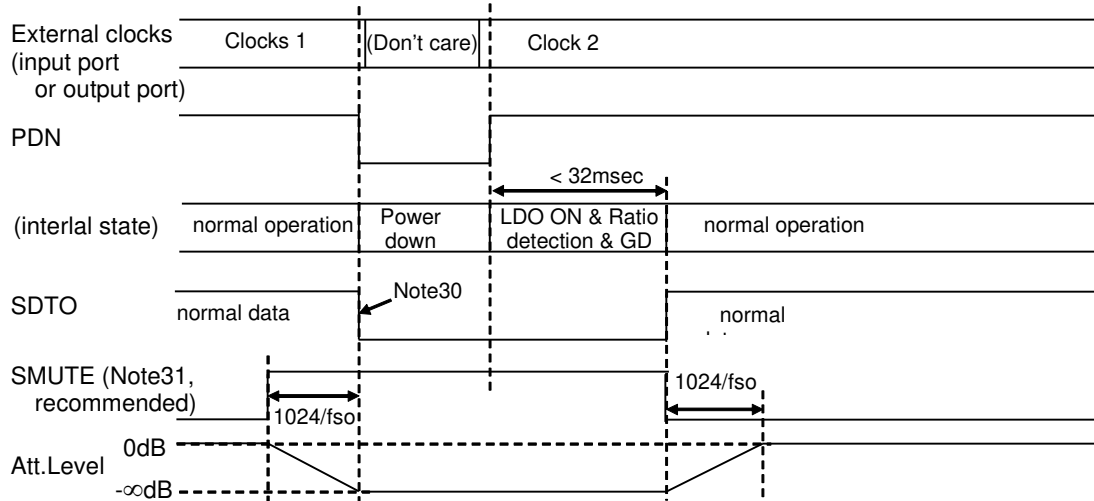 External clocks
(input port
or output port)
Clocks 1
(Don't care)
Clock 2
PDN
< 32msec
(interlal state)
normal operation
Power
down
LDO ON & Ratio
detection & GD
normal operation
SDTO
normal data
Note30
normal
SMUTE (Note31,
recommended)
1024/fso
1024/fso
Att.Level
0dB
-∞dB